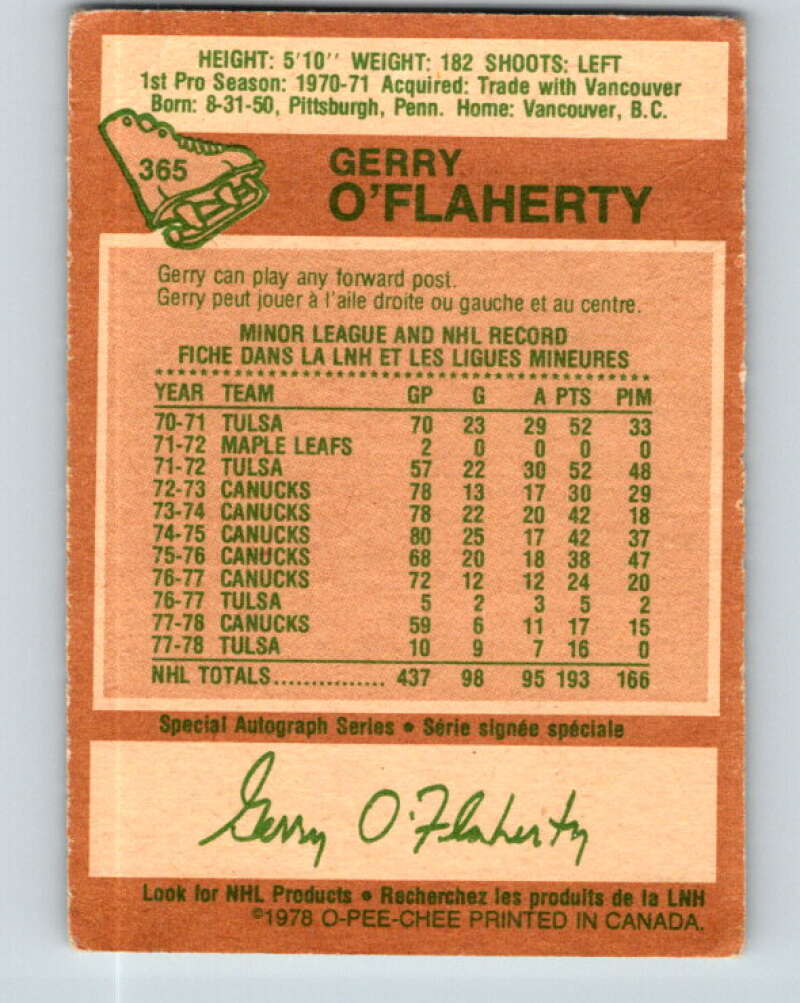 HEIGHT: 5'10'' WEIGHT: 182 SHOOTS: LEFT
1st Pro Season: 1970-71 Acquired: Trade with Vancouver
Born: 8-31-50, Pittsburgh, Penn. Home: Vancouver, B.C.
365
GERRY
O'FLAHERTY
Gerry can play any forward post.
Gerry peut jouer à l'aile droite ou gauche et au centre.
MINOR LEAGUE AND NHL RECORD
FICHE DANS LA LNH ET LES LIGUES MINEURES
YEAR TEAM GP G A PTS PIM
70-71 TULSA 70 23 29 52 33
71-72 MAPLE LEAFS 2 0 0 0 0
71-72 TULSA 57 22 30 52 48
72-73 CANUCKS 78 13 17 30 29
73-74 CANUCKS 78 22 20 42 18
74-75 CANUCKS 80 25 17 42 37
75-76 CANUCKS 68 20 18 38 47
76-77 CANUCKS 72 12 12 24 20
76-77 TULSA 5 2 3 5 2
77-78 CANUCKS 59 6 11 17 15
77-78 TULSA 10 9 7 16 0
NHL TOTALS............... 437 98 95 193 166
Special Autograph Series • Série signée spéciale
Gerry O'Flaherty
Look for NHL Products • Recherchez les produits de la LNH
©1978 O-PEE-CHEE PRINTED IN CANADA.